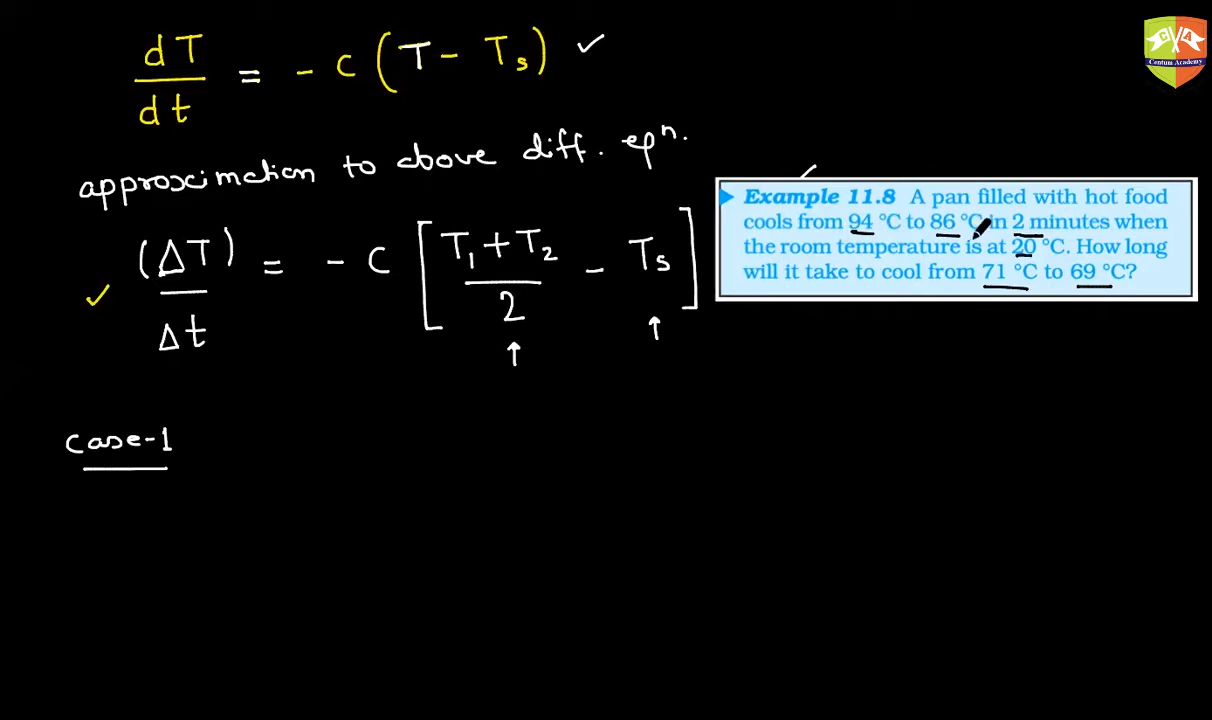 dT/dt = - c (T - Ts) ✓
approximation to above diff. eqn.
✓ (ΔT)/Δt = - c [T1+T2/2 - Ts]
↑ ↑
case-1
C A
Centum Academy
Example 11.8 A pan filled with hot food
cools from 94 °C to 86 °C in 2 minutes when
the room temperature is at 20 °C. How long
will it take to cool from 71 °C to 69 °C?